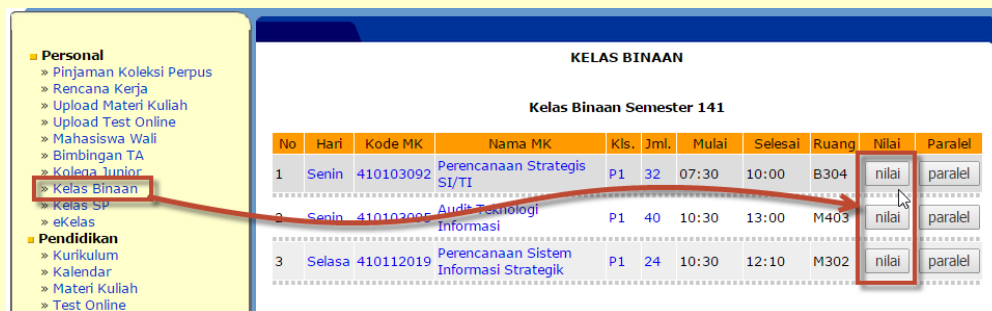 Personal
» Pinjaman Koleksi Perpus
» Rencana Kerja
» Upload Materi Kuliah
» Upload Test Online
» Mahasiswa Wali
» Bimbingan TA
» Kolega Junior
» Kelas Binaan
» Kelas SP
» eKelas
Pendidikan
» Kurikulum
» Kalendar
» Materi Kuliah
» Test Online
KELAS BINAAN
Kelas Binaan Semester 141
No Hari Kode MK Nama MK Kls. Jml. Mulai Selesai Ruang Nilai Paralel
1 Senin 410103092 Perencanaan Strategis P1 32 07:30 10:00 B304 nilai paralel
SI/TI
2 Senin 410103095 Audit Teknologi P1 40 10:30 13:00 M403 nilai paralel
Informasi
3 Selasa 410112019 Perencanaan Sistem P1 24 10:30 12:10 M302 nilai paralel
Informasi Strategik